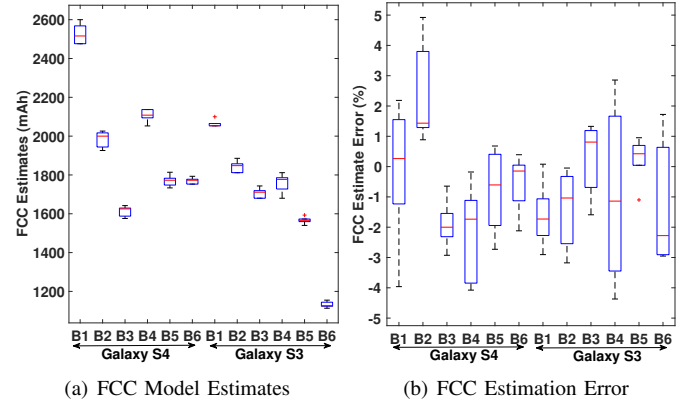 FCC Estimates (mAh)
2600
2400
2200
2000
1800
1600
1400
1200
B1 B2 B3 B4 B5 B6 B1 B2 B3 B4 B5 B6
Galaxy S4 Galaxy S3
(a) FCC Model Estimates
FCC Estimate Error (%)
5
4
3
2
1
0
-1
-2
-3
-4
-5
B1 B2 B3 B4 B5 B6 B1 B2 B3 B4 B5 B6
Galaxy S4 Galaxy S3
(b) FCC Estimation Error